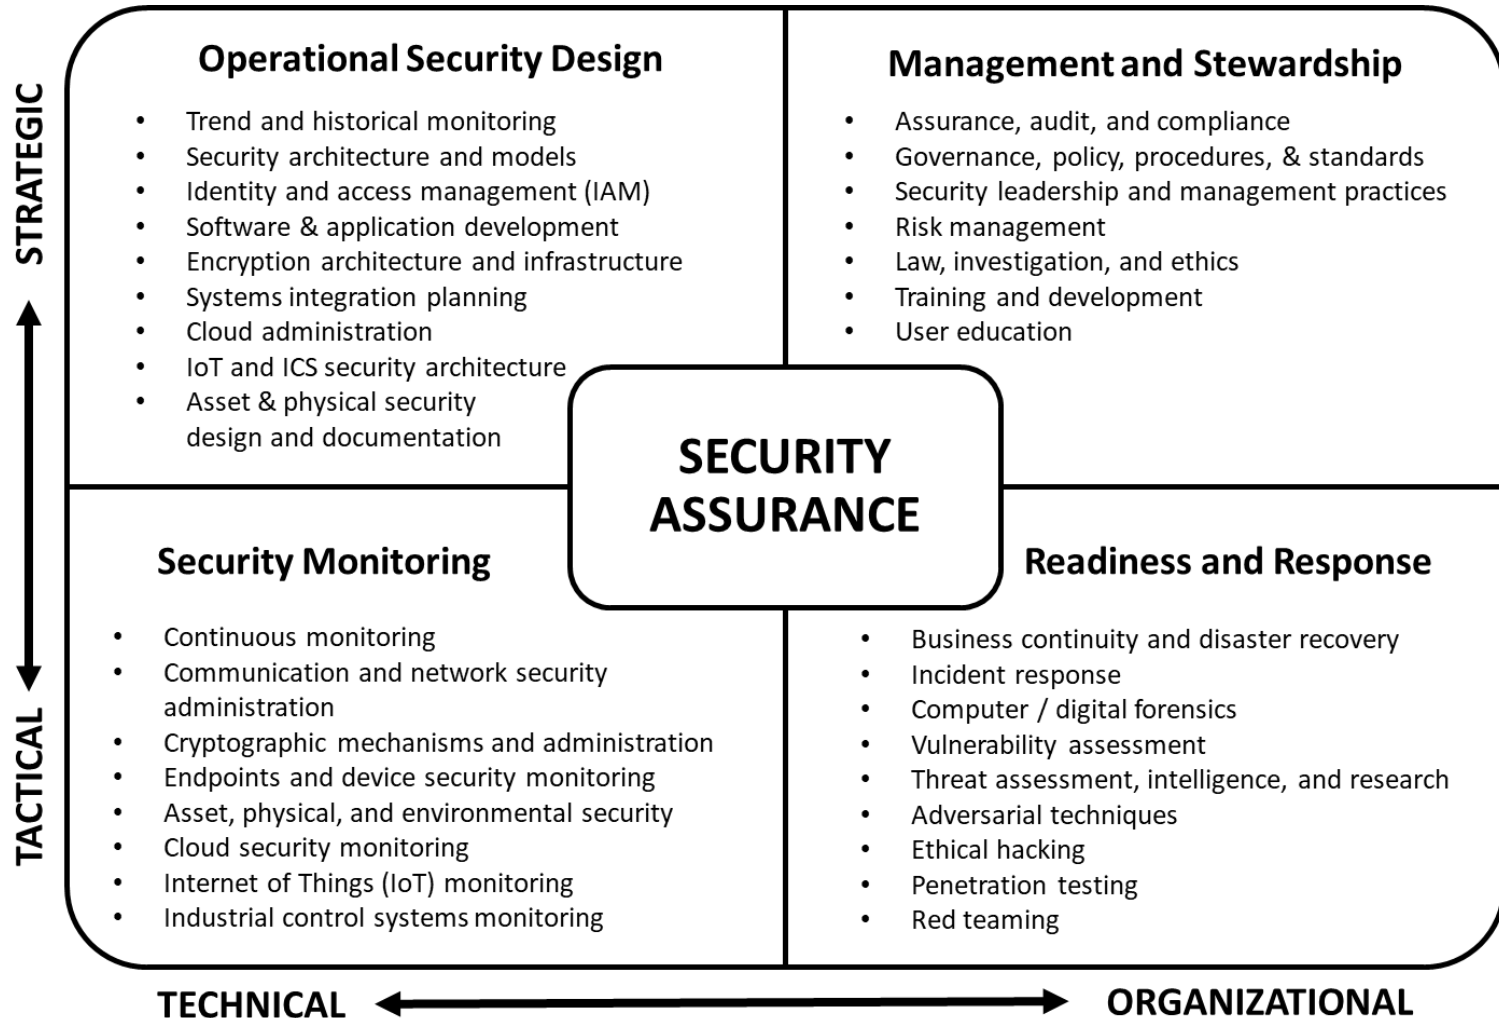 STRATEGIC
Operational Security Design
• Trend and historical monitoring
• Security architecture and models
• Identity and access management (IAM)
• Software & application development
• Encryption architecture and infrastructure
• Systems integration planning
• Cloud administration
• IoT and ICS security architecture
• Asset & physical security
design and documentation
Management and Stewardship
• Assurance, audit, and compliance
• Governance, policy, procedures, & standards
• Security leadership and management practices
• Risk management
• Law, investigation, and ethics
• Training and development
• User education
SECURITY
ASSURANCE
TACTICAL
Security Monitoring
• Continuous monitoring
• Communication and network security
administration
• Cryptographic mechanisms and administration
• Endpoints and device security monitoring
• Asset, physical, and environmental security
• Cloud security monitoring
• Internet of Things (IoT) monitoring
• Industrial control systems monitoring
Readiness and Response
• Business continuity and disaster recovery
• Incident response
• Computer / digital forensics
• Vulnerability assessment
• Threat assessment, intelligence, and research
• Adversarial techniques
• Ethical hacking
• Penetration testing
• Red teaming
TECHNICAL
ORGANIZATIONAL